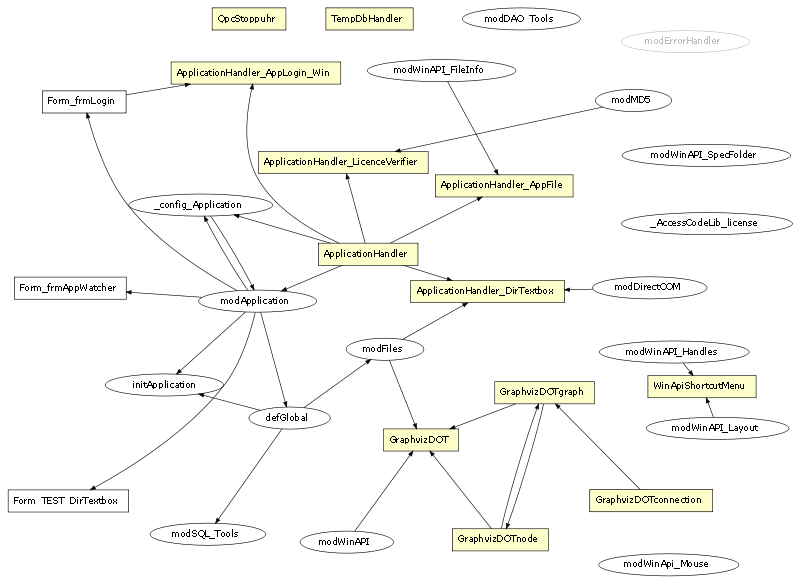 QpcStoppuhr
TempDbHandler
modDAO_Tools
modErrorHandler
ApplicationHandler_AppLogin_Win
modWinAPI_FileInfo
Form_frmLogin
modMD5
ApplicationHandler_LicenceVerifier
modWinAPI_SpecFolder
ApplicationHandler_AppFile
_config_Application
_AccessCodeLib_license
ApplicationHandler
Form_frmAppWatcher
modApplication
ApplicationHandler_DirTextbox
modDirectCOM
modFiles
modWinAPI_Handles
initApplication
WinApiShortcutMenu
GraphvizDOTgraph
defGlobal
modWinAPI_Layout
GraphvizDOT
Form_TEST_DirTextbox
GraphvizDOTconnection
modSQL_Tools
modWinAPI
GraphvizDOTnode
modWinApi_Mouse